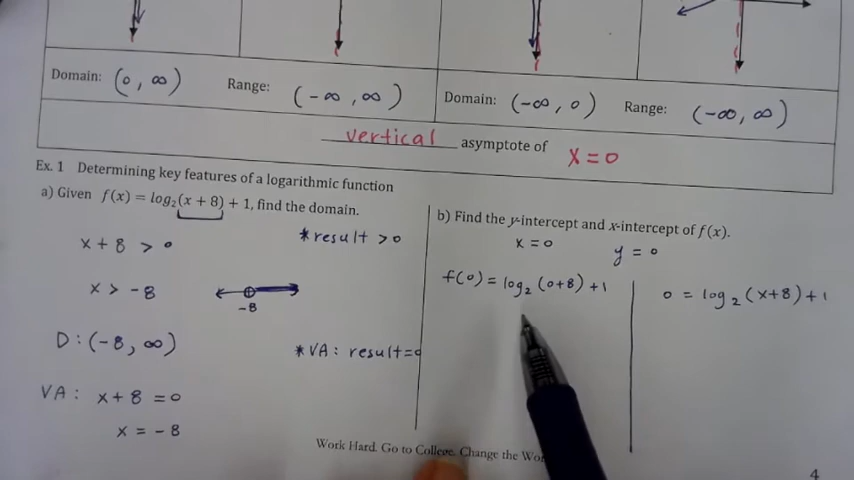 Domain: (0, ∞) Range: (-∞, ∞) Domain: (-∞, 0) Range: (-∞, ∞)
vertical asymptote of x = 0
Ex. 1 Determining key features of a logarithmic function
a) Given f(x) = log₂(x + 8) + 1, find the domain.
x + 8 > 0
* result > 0
x > -8
-8
D: (-8, ∞)
* VA: result = 0
VA: x + 8 = 0
x = -8
b) Find the y-intercept and x-intercept of f(x).
x = 0 y = 0
f(0) = log₂ (0+8) + 1
0 = log₂ (x+8) + 1
Work Hard. Go to College. Change the
4